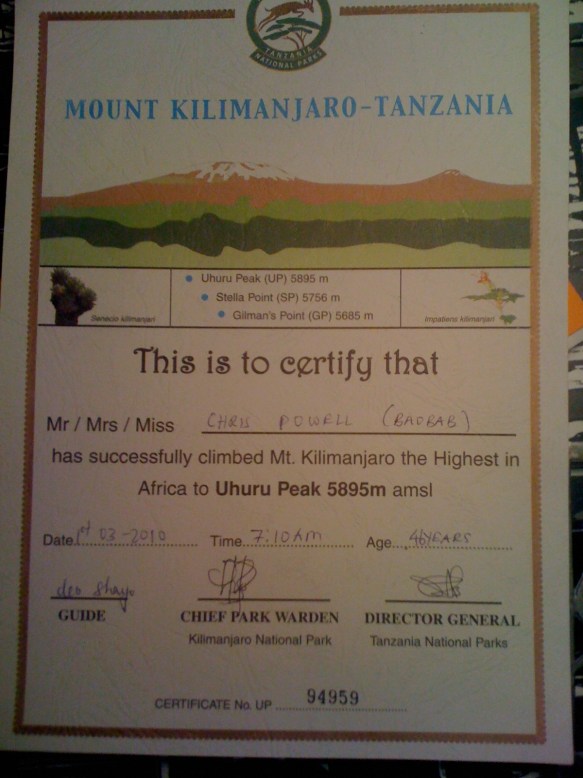 TANZANIA
NATIONAL PARKS
MOUNT KILIMANJARO-TANZANIA
Uhuru Peak (UP) 5895 m
Stella Point (SP) 5756 m
Gilman's Point (GP) 5685 m
Senecio kilimanjari
Impatiens kilimanjari
This is to certify that
Mr / Mrs / Miss CHRIS POWELL (BAOBAB)
has successfully climbed Mt. Kilimanjaro the Highest in
Africa to Uhuru Peak 5895m amsl
Date 1st 03-2010 Time 7:10AM Age 46YEARS
deo shayo
GUIDE CHIEF PARK WARDEN DIRECTOR GENERAL
Kilimanjaro National Park Tanzania National Parks
CERTIFICATE No. UP 94959